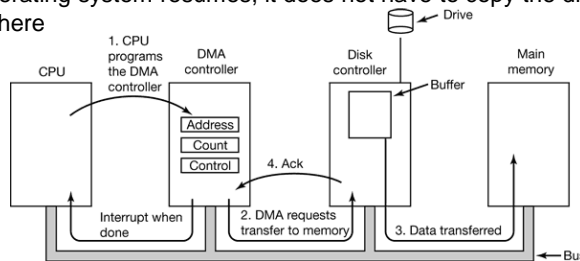 erating system resumes, it does not have to copy the di
here
Drive
1. CPU
programs
the DMA
controller
CPU
DMA
controller
Disk
controller
Main
memory
Buffer
Address
Count
Control
4. Ack
Interrupt when
done
2. DMA requests
transfer to memory
3. Data transferred
Bu